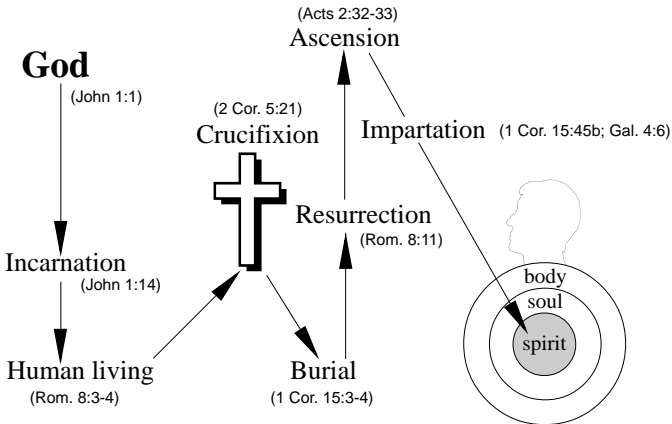 God
(John 1:1)
Incarnation
(John 1:14)
Human living
(Rom. 8:3-4)
(2 Cor. 5:21)
Crucifixion
Burial
(1 Cor. 15:3-4)
Resurrection
(Rom. 8:11)
(Acts 2:32-33)
Ascension
Impartation (1 Cor. 15:45b; Gal. 4:6)
body
soul
spirit